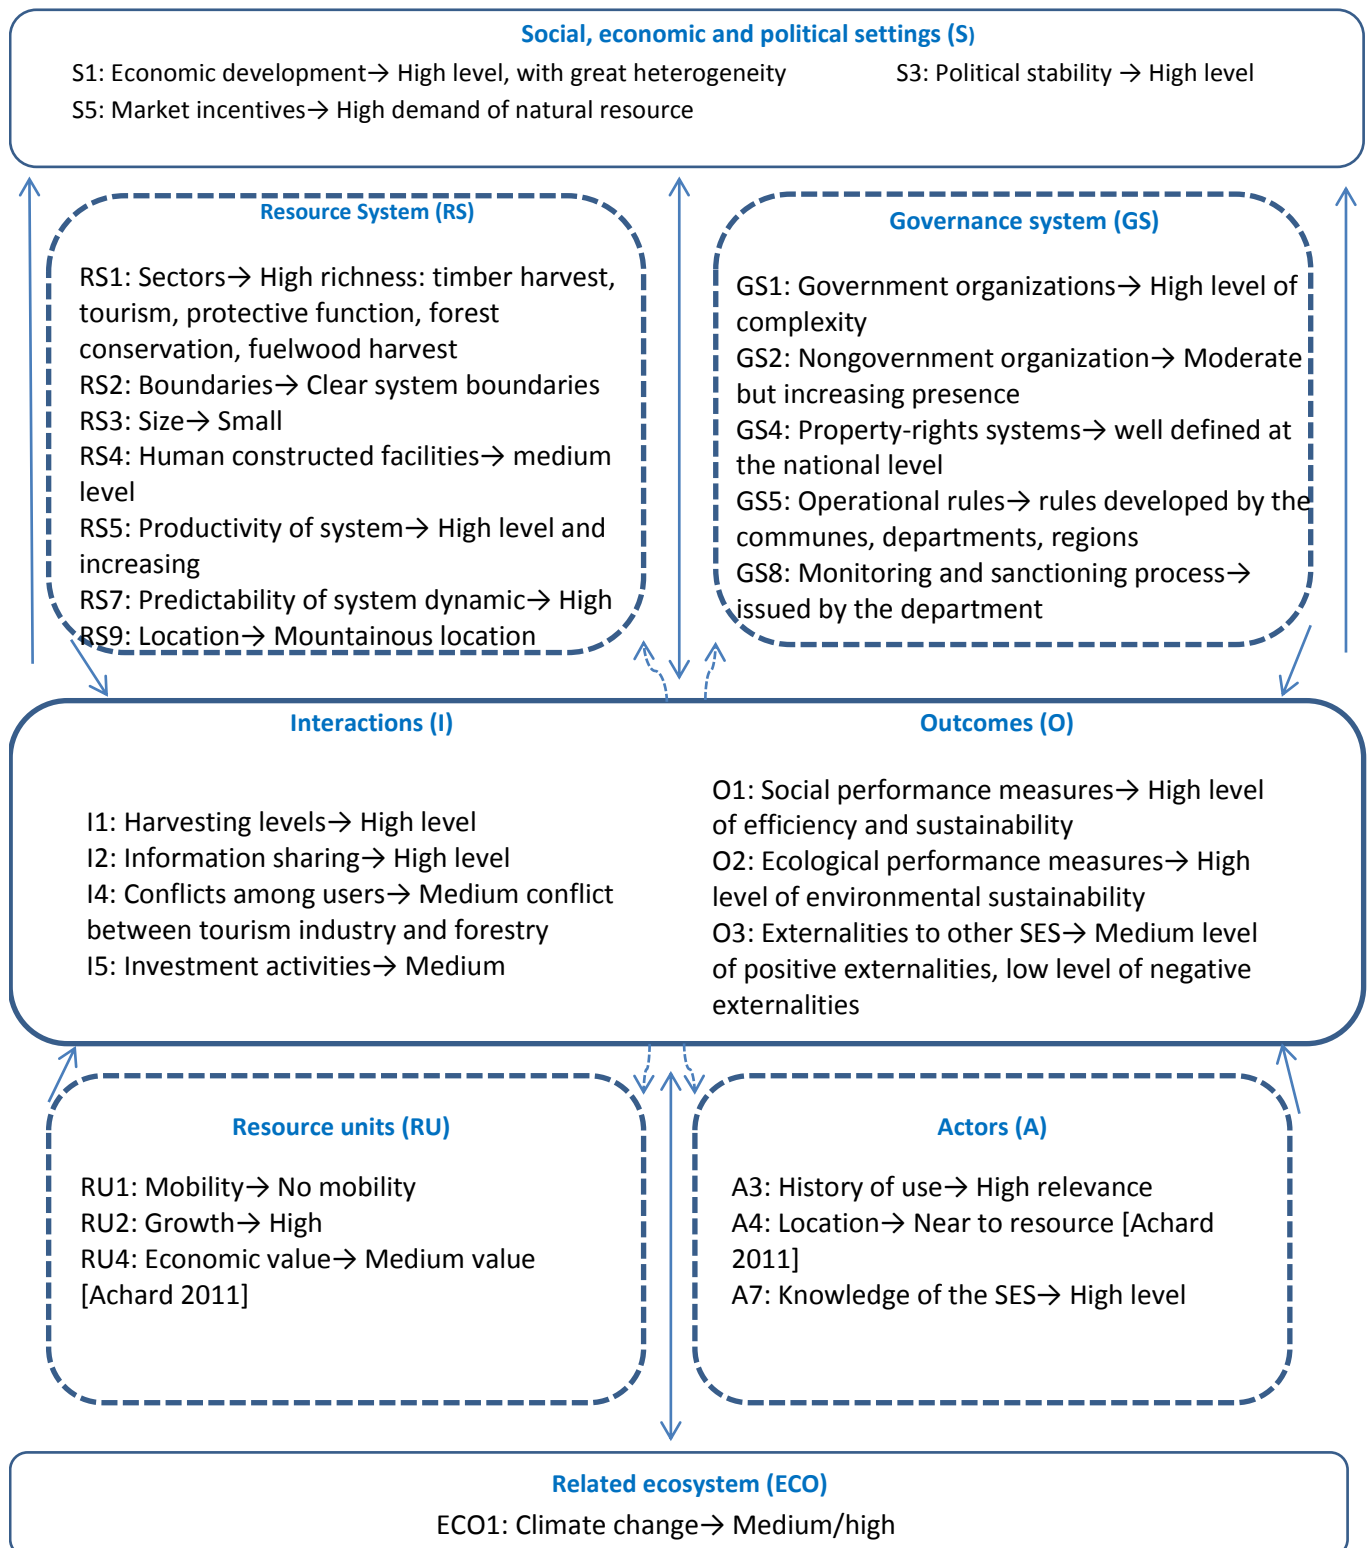 Social, economic and political settings (S)
S1: Economic development→ High level, with great heterogeneity
S3: Political stability → High level
S5: Market incentives→ High demand of natural resource
Resource System (RS)
RS1: Sectors→ High richness: timber harvest,
tourism, protective function, forest
conservation, fuelwood harvest
RS2: Boundaries→ Clear system boundaries
RS3: Size→ Small
RS4: Human constructed facilities→ medium
level
RS5: Productivity of system→ High level and
increasing
RS7: Predictability of system dynamic→ High
RS9: Location→ Mountainous location
Governance system (GS)
GS1: Government organizations→ High level of
complexity
GS2: Nongovernment organization→ Moderate
but increasing presence
GS4: Property-rights systems→ well defined at
the national level
GS5: Operational rules→ rules developed by the
communes, departments, regions
GS8: Monitoring and sanctioning process→
issued by the department
Interactions (I)
I1: Harvesting levels→ High level
I2: Information sharing→ High level
I4: Conflicts among users→ Medium conflict
between tourism industry and forestry
I5: Investment activities→ Medium
Outcomes (O)
O1: Social performance measures→ High level
of efficiency and sustainability
O2: Ecological performance measures→ High
level of environmental sustainability
O3: Externalities to other SES→ Medium level
of positive externalities, low level of negative
externalities
Resource units (RU)
RU1: Mobility→ No mobility
RU2: Growth→ High
RU4: Economic value→ Medium value
[Achard 2011]
Actors (A)
A3: History of use→ High relevance
A4: Location→ Near to resource [Achard
2011]
A7: Knowledge of the SES→ High level
Related ecosystem (ECO)
ECO1: Climate change→ Medium/high